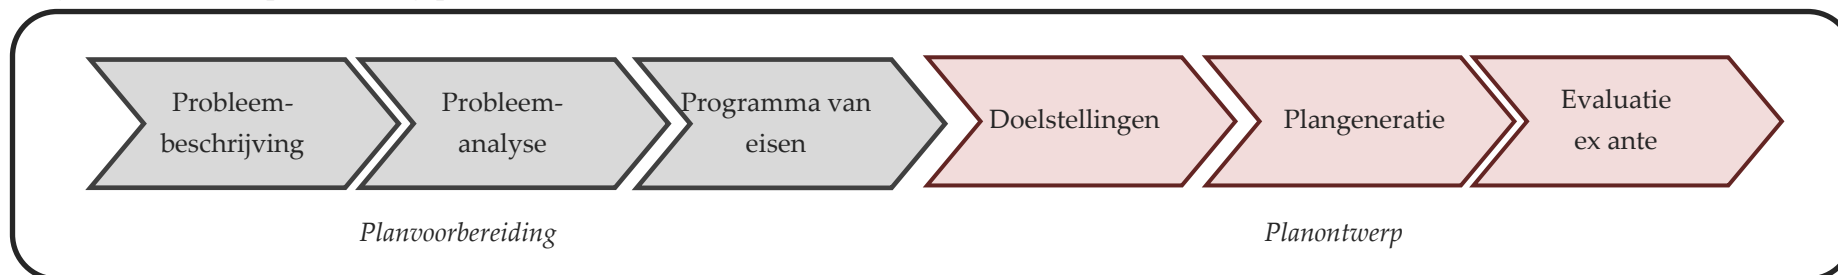 Probleem-
beschrijving
Probleem-
analyse
Programma van
eisen
Doelstellingen
Plangeneratie
Evaluatie
ex ante
Planvoorbereiding
Planontwerp